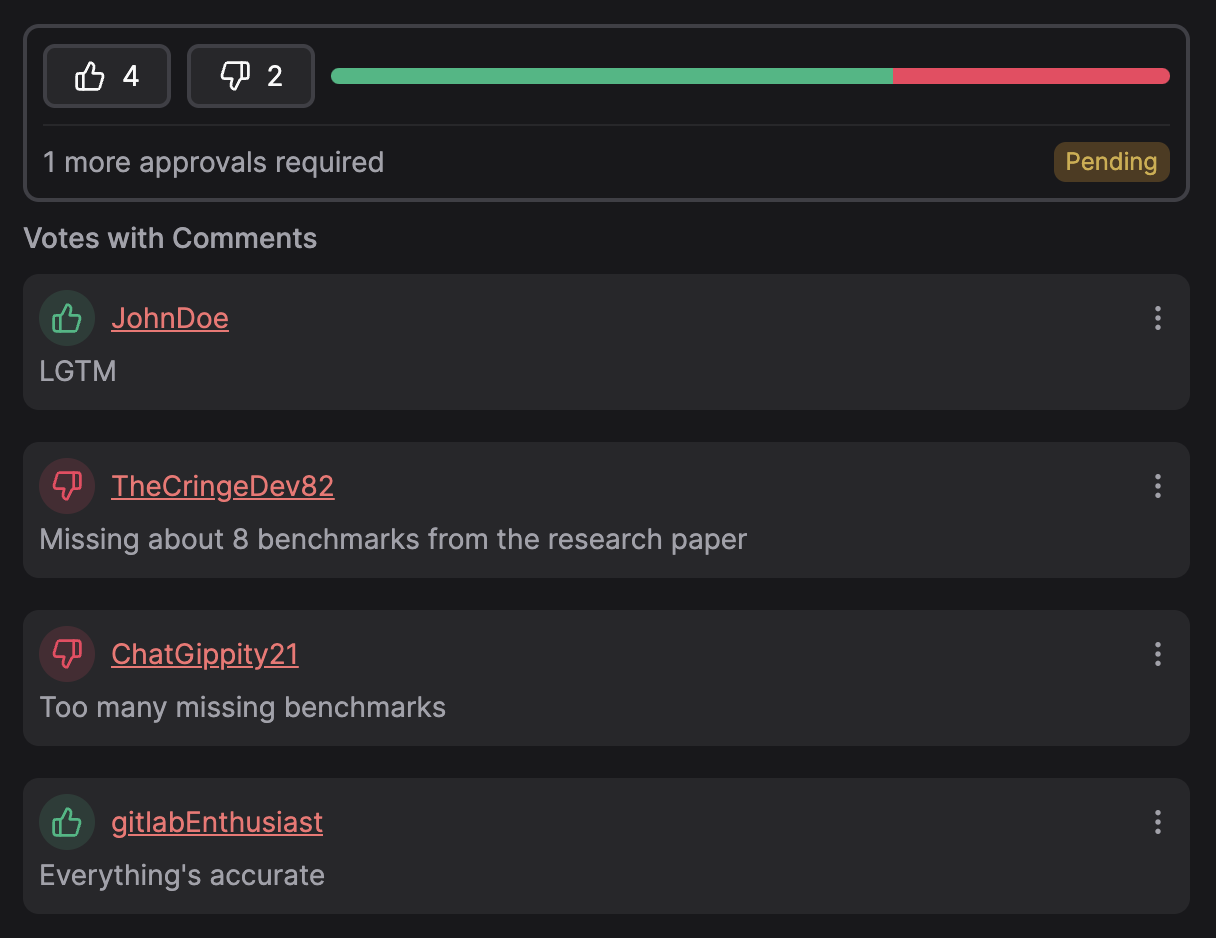 4 2
1 more approvals required Pending
Votes with Comments
JohnDoe
LGTM
TheCringeDev82
Missing about 8 benchmarks from the research paper
ChatGippity21
Too many missing benchmarks
gitlabEnthusiast
Everything's accurate